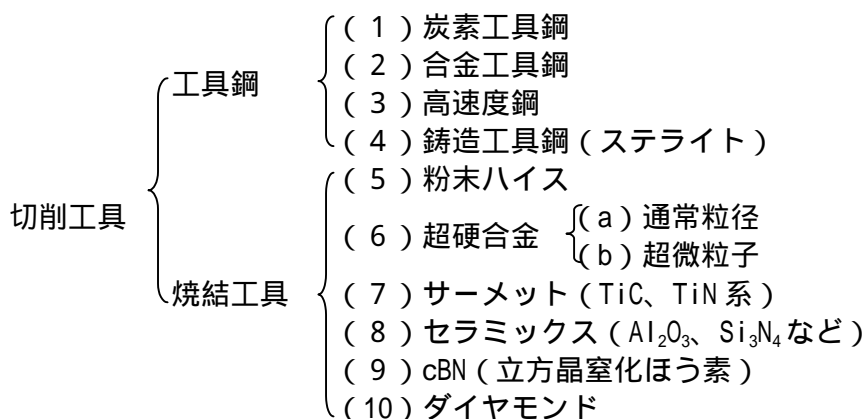 切削工具
工具鋼
(1)炭素工具鋼
(2)合金工具鋼
(3)高速度鋼
(4)鋳造工具鋼(ステライト)
焼結工具
(5)粉末ハイス
(6)超硬合金
(a)通常粒径
(b)超微粒子
(7)サーメット(TiC、TiN系)
(8)セラミックス(Al₂O₃、Si₃N₄など)
(9)cBN(立方晶窒化ほう素)
(10)ダイヤモンド